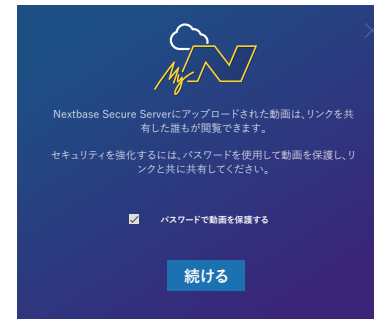 My N
Nextbase Secure Serverにアップロードされた動画は、リンクを共
有した誰もが閲覧できます。
セキュリティを強化するには、パスワードを使用して動画を保護し、リ
ンクと共に共有してください。
パスワードで動画を保護する
続ける